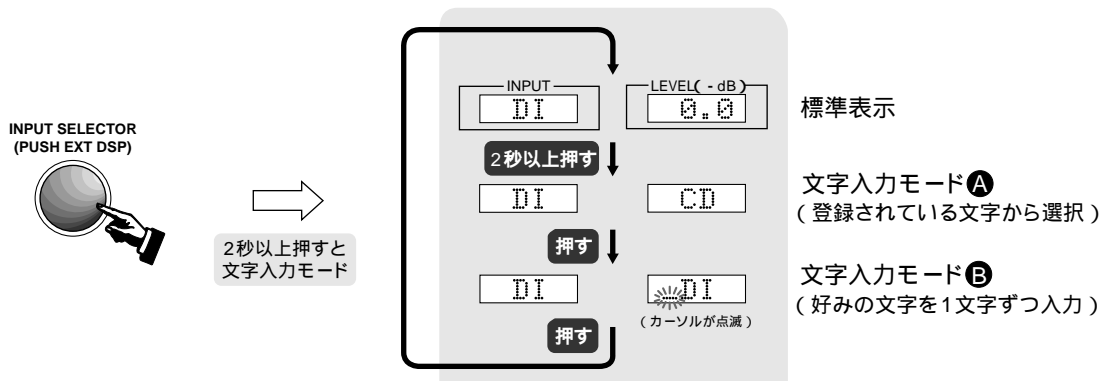 INPUT
LEVEL( - dB )
DI
0.0
標準表示
INPUT SELECTOR
(PUSH EXT DSP)
2秒以上押す
DI
CD
文字入力モードA
( 登録されている文字から選択 )
2秒以上押すと
文字入力モード
押す
DI
_DI
文字入力モードB
( 好みの文字を1文字ずつ入力 )
( カーソルが点滅 )
押す